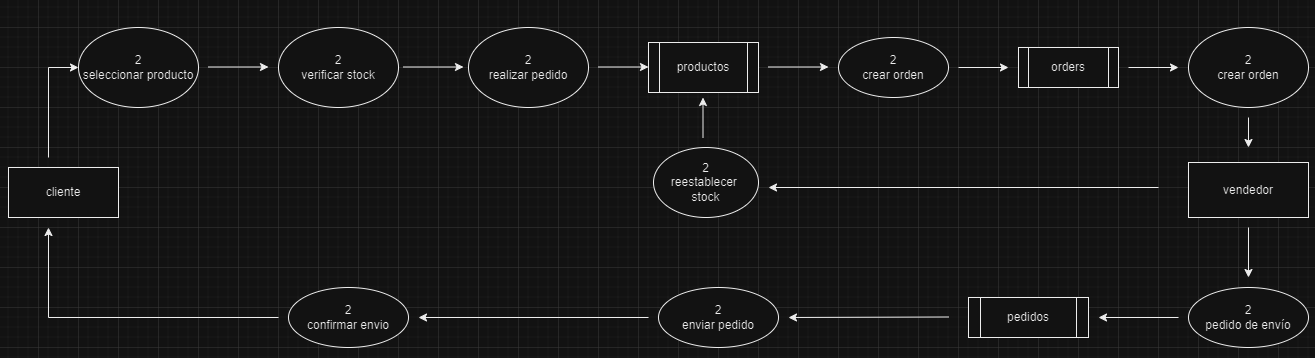 2
seleccionar producto
2
verificar stock
2
realizar pedido
productos
2
crear orden
orders
2
crear orden
cliente
2
reestablecer
stock
vendedor
2
confirmar envio
2
enviar pedido
pedidos
2
pedido de envío